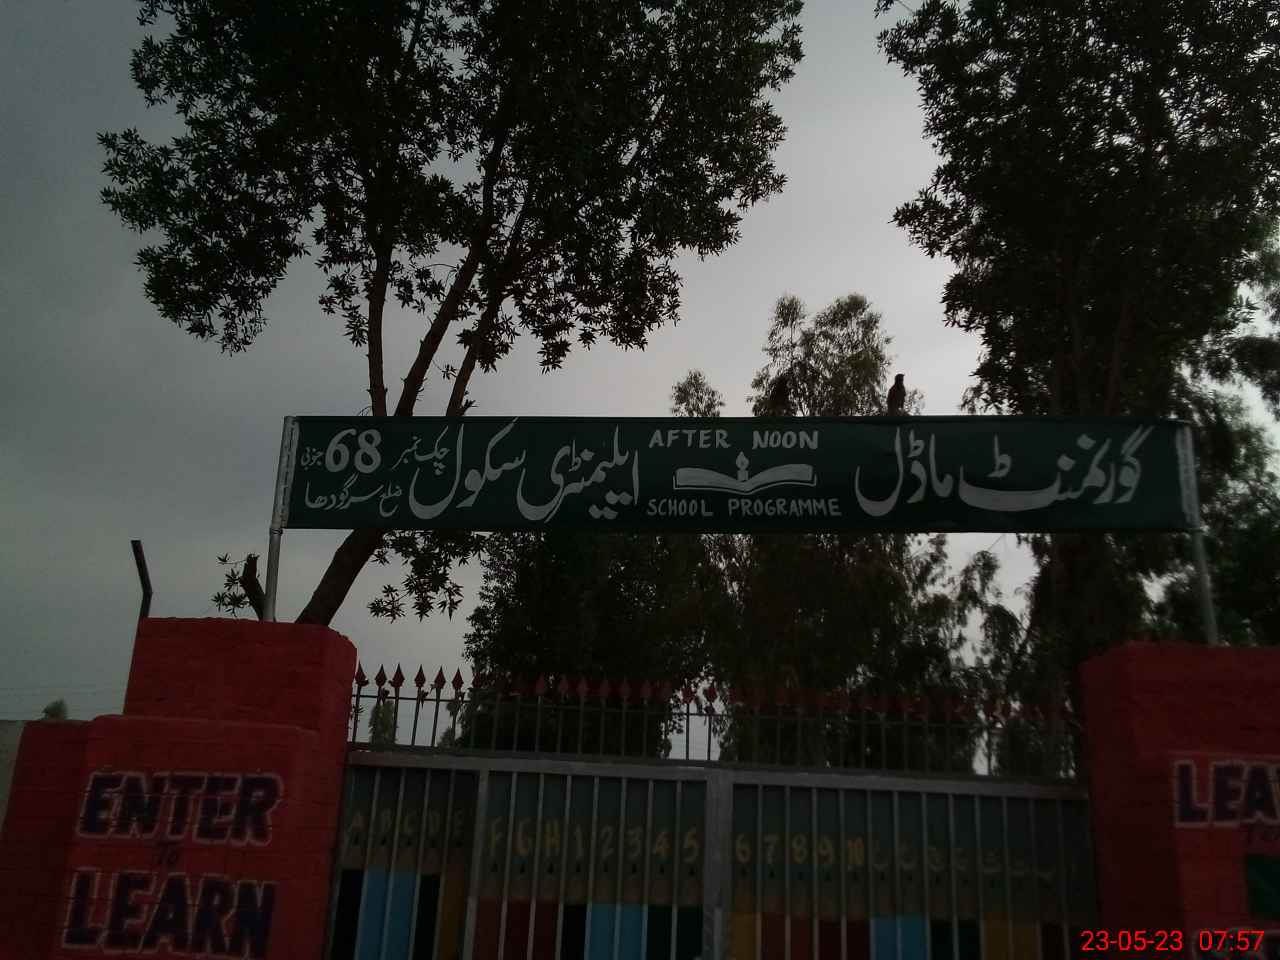 گورنمنٹ ماڈل
AFTER NOON
SCHOOL PROGRAMME
ایلیمنٹری سکول
چک نمبر 68 جنوبی
ضلع سرگودھا
ENTER
TO
LEARN
A B C D E F G H 1 2 3 4 5 6 7 8 9 10
23-05-23 07:57